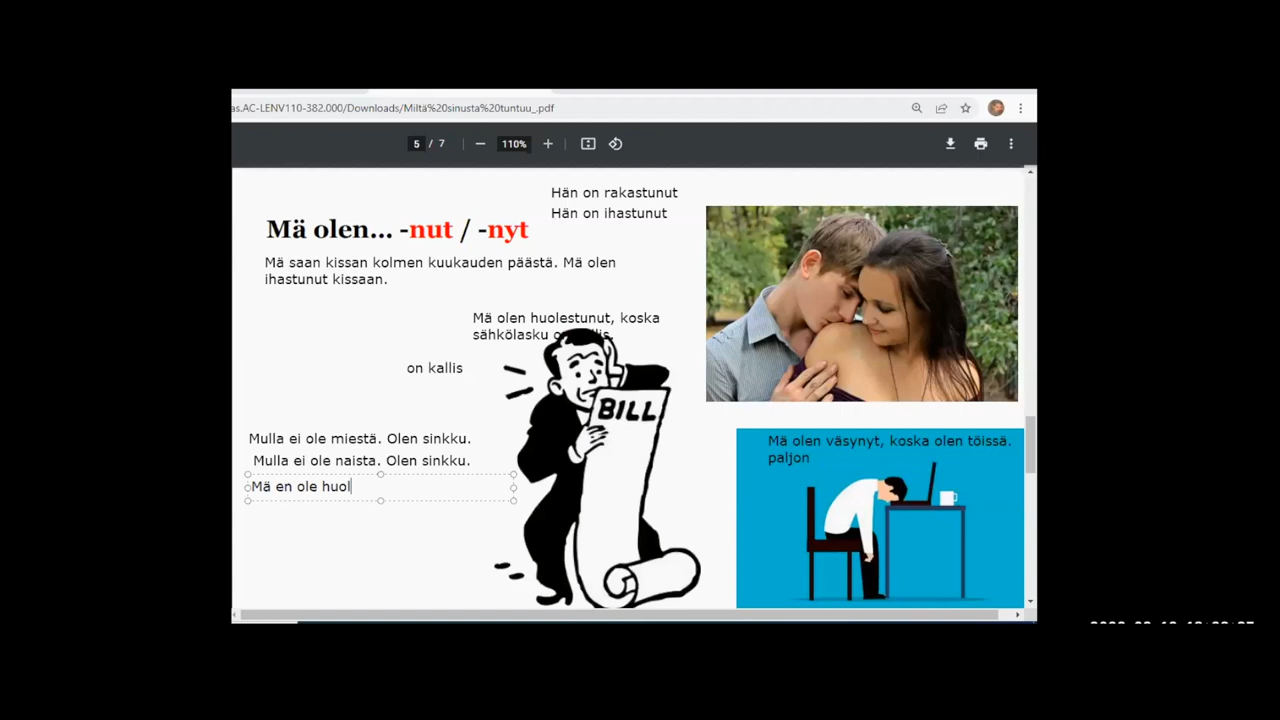 as.AC-LENV110-382.000/Downloads/Miltä%20sinusta%20tuntuu_.pdf
5 / 7
110%
Hän on rakastunut
Hän on ihastunut
Mä olen... -nut / -nyt
Mä saan kissan kolmen kuukauden päästä. Mä olen
ihastunut kissaan.
Mä olen huolestunut, koska
sähkölasku
on kallis
BILL
Mulla ei ole miestä. Olen sinkku.
Mulla ei ole naista. Olen sinkku.
Mä en ole huol
Mä olen väsynyt, koska olen töissä.
paljon